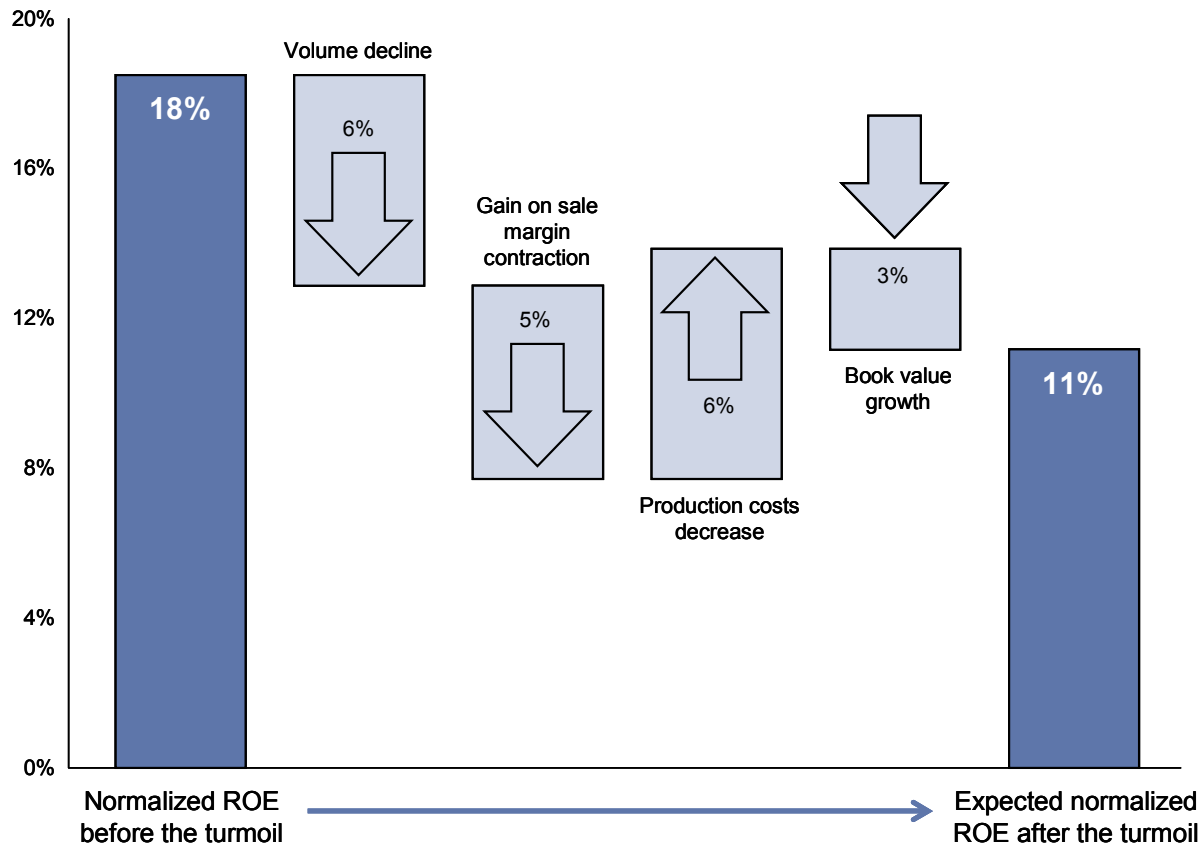 20%
16%
12%
8%
4%
0%
18%
Volume decline
6%
Gain on sale
margin
contraction
5%
6%
Production costs
decrease
3%
Book value
growth
11%
Normalized ROE
before the turmoil
Expected normalized
ROE after the turmoil